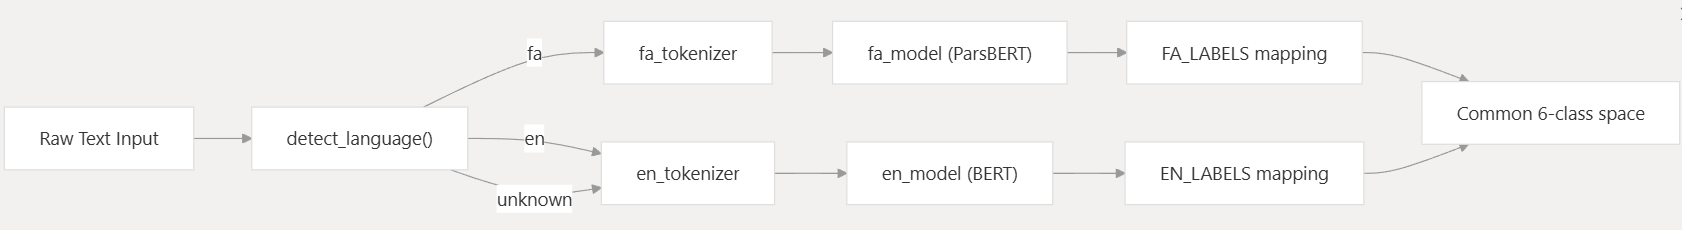 Raw Text Input
detect_language()
fa
fa_tokenizer
fa_model (ParsBERT)
FA_LABELS mapping
en
unknown
en_tokenizer
en_model (BERT)
EN_LABELS mapping
Common 6-class space